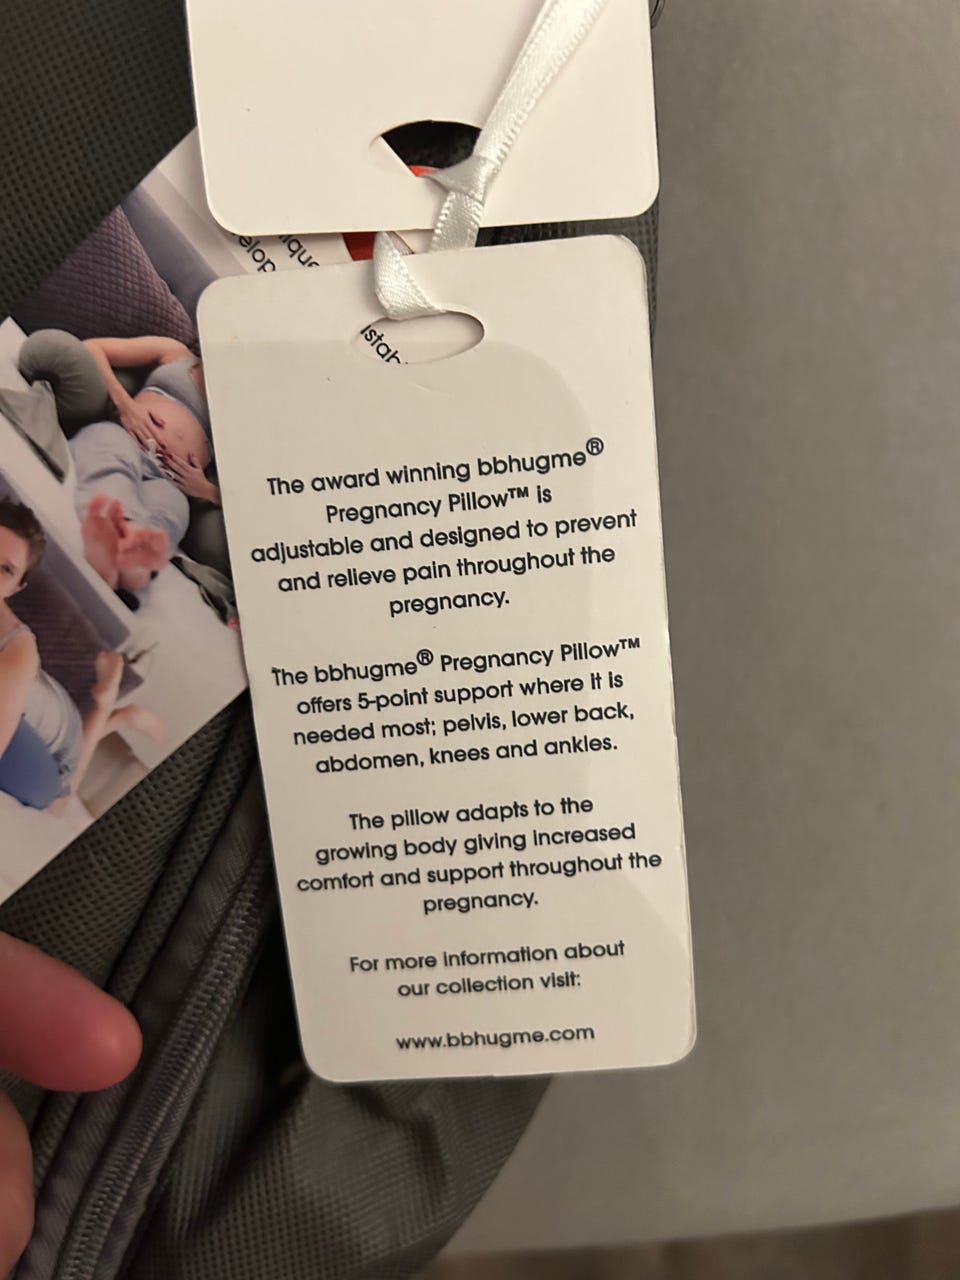 ique
elop
istab
The award winning bbhugme®
Pregnancy Pillow™ is
adjustable and designed to prevent
and relieve pain throughout the
pregnancy.
The bbhugme® Pregnancy Pillow™
offers 5-point support where it is
needed most; pelvis, lower back,
abdomen, knees and ankles.
The pillow adapts to the
growing body giving increased
comfort and support throughout the
pregnancy.
For more information about
our collection visit:
www.bbhugme.com